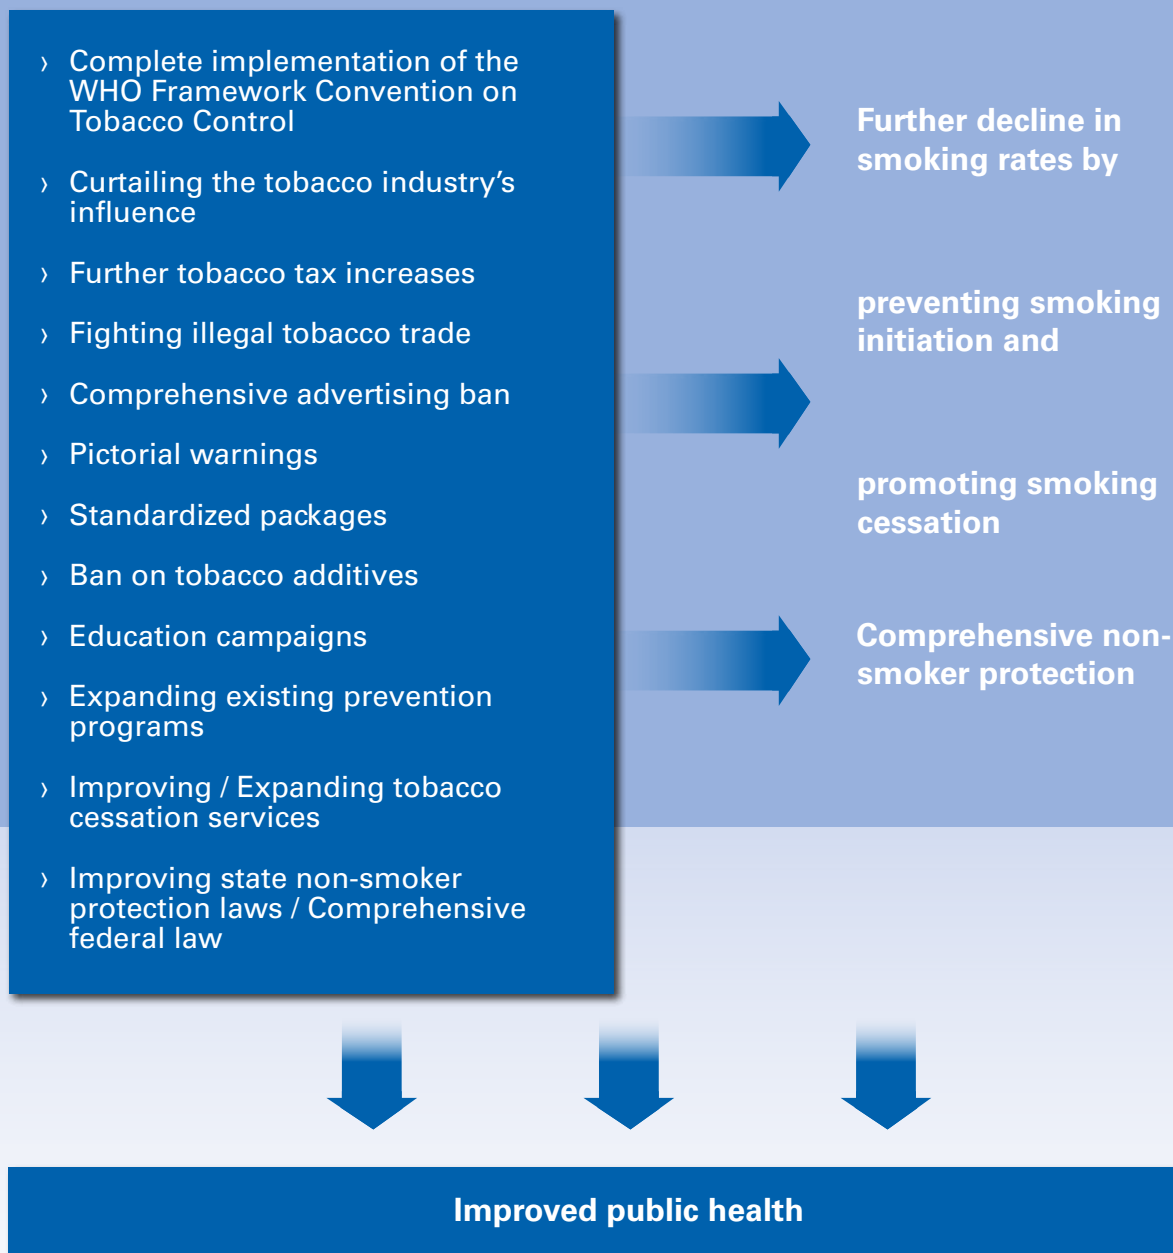 › Complete implementation of the
WHO Framework Convention on
Tobacco Control
› Curtailing the tobacco industry’s
influence
› Further tobacco tax increases
› Fighting illegal tobacco trade
› Comprehensive advertising ban
› Pictorial warnings
› Standardized packages
› Ban on tobacco additives
› Education campaigns
› Expanding existing prevention
programs
› Improving / Expanding tobacco
cessation services
› Improving state non-smoker
protection laws / Comprehensive
federal law
Further decline in
smoking rates by
preventing smoking
initiation and
promoting smoking
cessation
Comprehensive non-
smoker protection
Improved public health